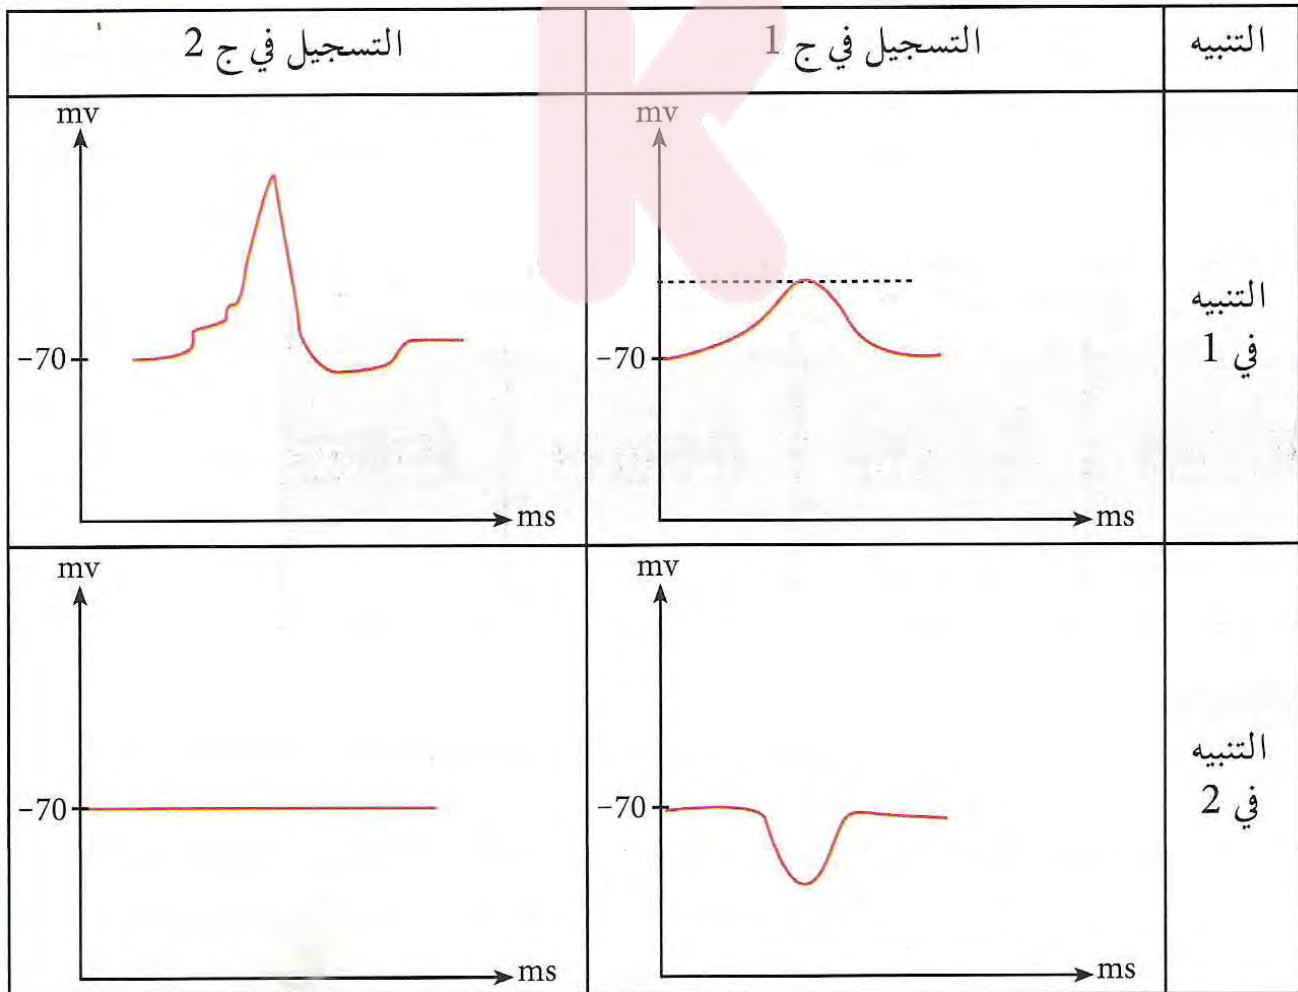 التنبيه
التسجيل في ج 1
التسجيل في ج 2
التنبيه
في 1
mv
-70
ms
mv
-70
ms
التنبيه
في 2
mv
-70
ms
mv
-70
ms